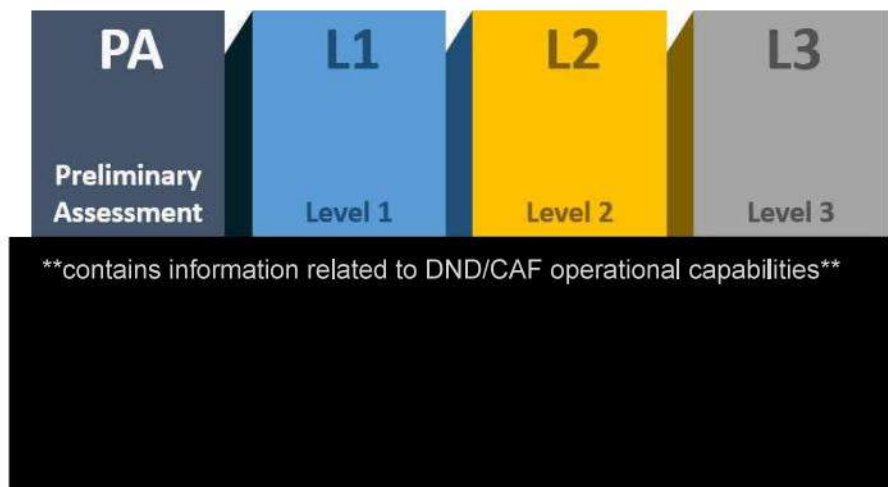 PA
L1
L2
L3
Preliminary
Assessment
Level 1
Level 2
Level 3
**contains information related to DND/CAF operational capabilities**